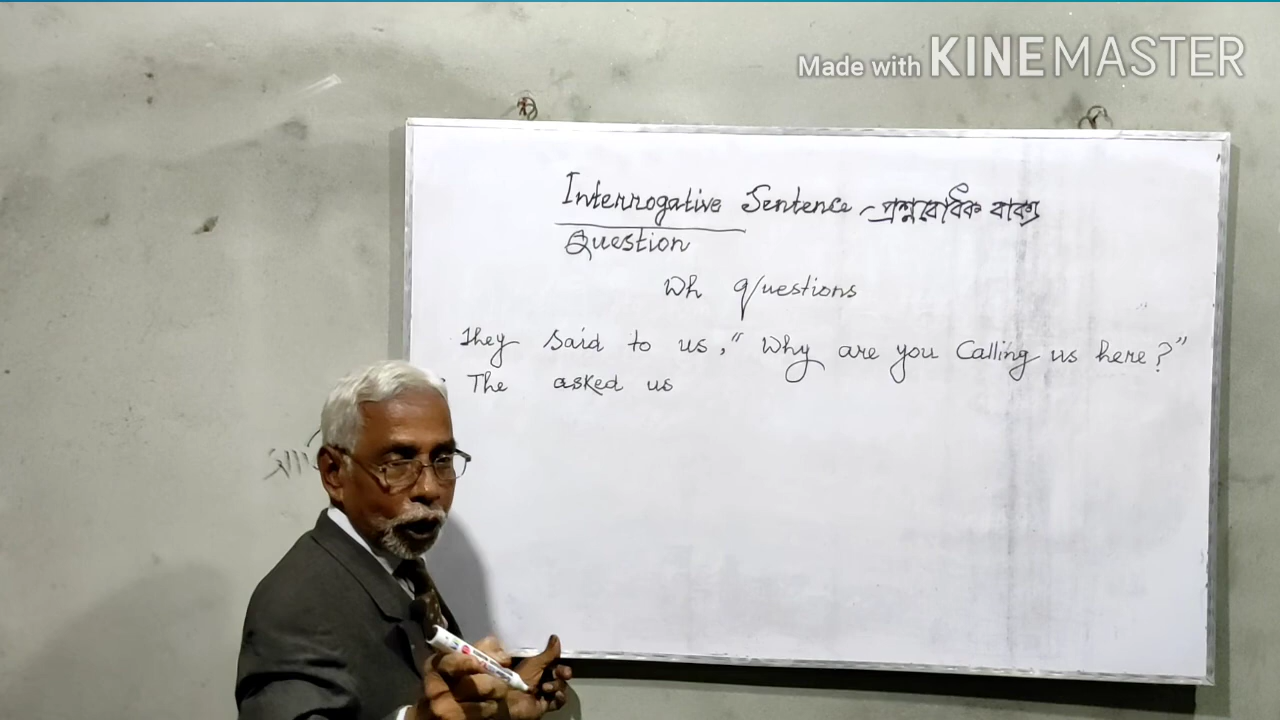 Made with KINEMASTER
Interrogative Sentence - প্রশ্নবোধক বাক্য
Question
Wh questions
They said to us, " Why are you Calling us here ? "
The asked us